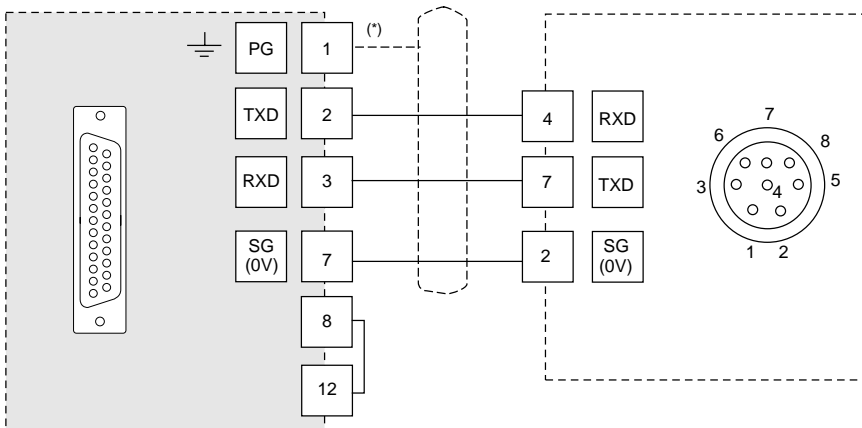 PG 1 (*)
TXD 2 4 RXD
RXD 3 7 TXD
SG
(0V) 7 2 SG
(0V)
8
12
7
6 8
3 4 5
1 2